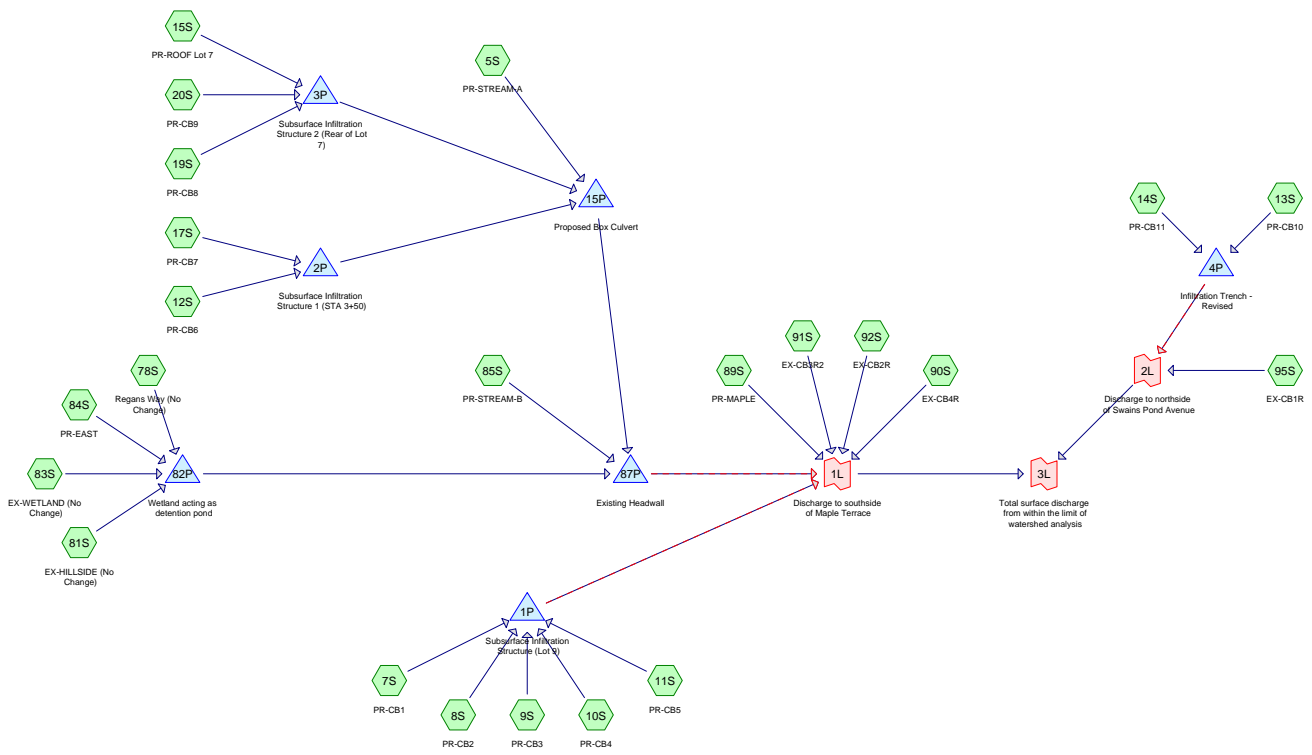 15S
PR-ROOF Lot 7
20S
PR-CB9
19S
PR-CB8
3P
Subsurface Infiltration
Structure 2 (Rear of Lot
7)
5S
PR-STREAM-A
15P
Proposed Box Culvert
17S
PR-CB7
12S
PR-CB6
2P
Subsurface Infiltration
Structure 1 (STA 3+50)
14S
PR-CB11
13S
PR-CB10
4P
Infiltration Trench -
Revised
2L
Discharge to northside
of Swains Pond Avenue
95S
EX-CB1R
78S
Regans Way (No
Change)
84S
PR-EAST
83S
EX-WETLAND (No
Change)
81S
EX-HILLSIDE (No
Change)
82P
Wetland acting as
detention pond
85S
PR-STREAM-B
87P
Existing Headwall
89S
PR-MAPLE
91S
EX-CB3R2
92S
EX-CB2R
90S
EX-CB4R
1L
Discharge to southside
of Maple Terrace
3L
Total surface discharge
from within the limit of
watershed analysis
1P
Subsurface Infiltration
Structure (Lot 9)
7S
PR-CB1
8S
PR-CB2
9S
PR-CB3
10S
PR-CB4
11S
PR-CB5